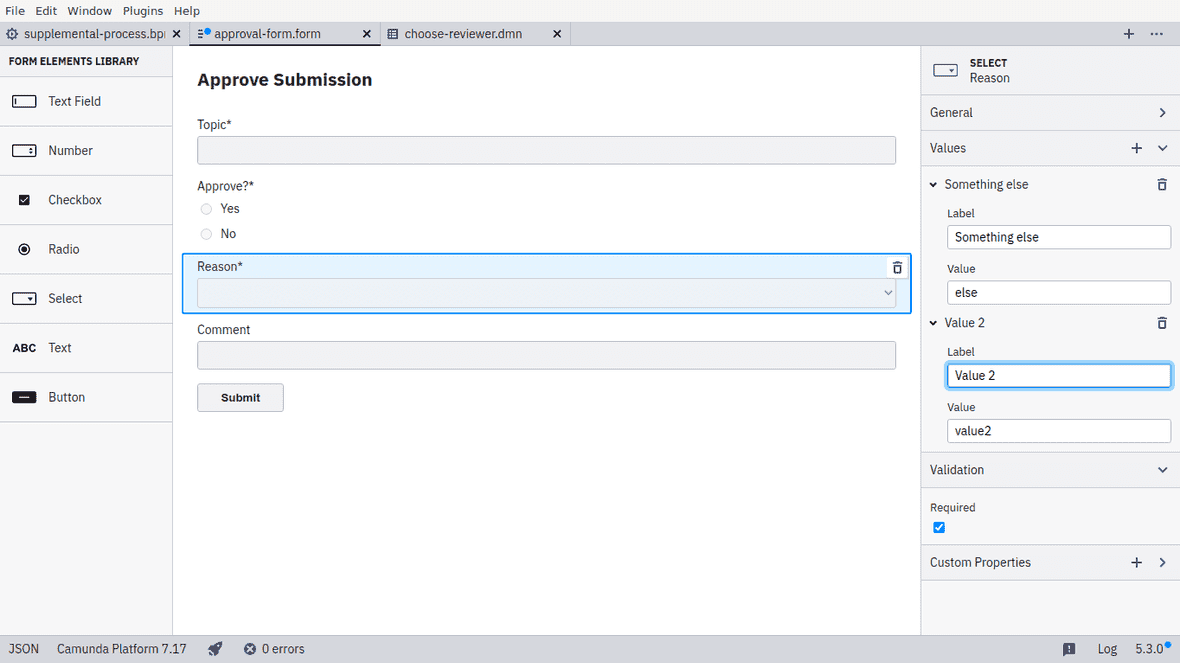 File Edit Window Plugins Help
supplemental-process.bpr
approval-form.form
choose-reviewer.dmn
FORM ELEMENTS LIBRARY
Text Field
Number
Checkbox
Radio
Select
ABC Text
Button
Approve Submission
Topic*
Approve?*
Yes
No
Reason*
Comment
Submit
SELECT
Reason
General
Values
Something else
Label
Something else
Value
else
Value 2
Label
Value 2
Value
value2
Validation
Required
Custom Properties
JSON Camunda Platform 7.17 0 errors Log 5.3.0